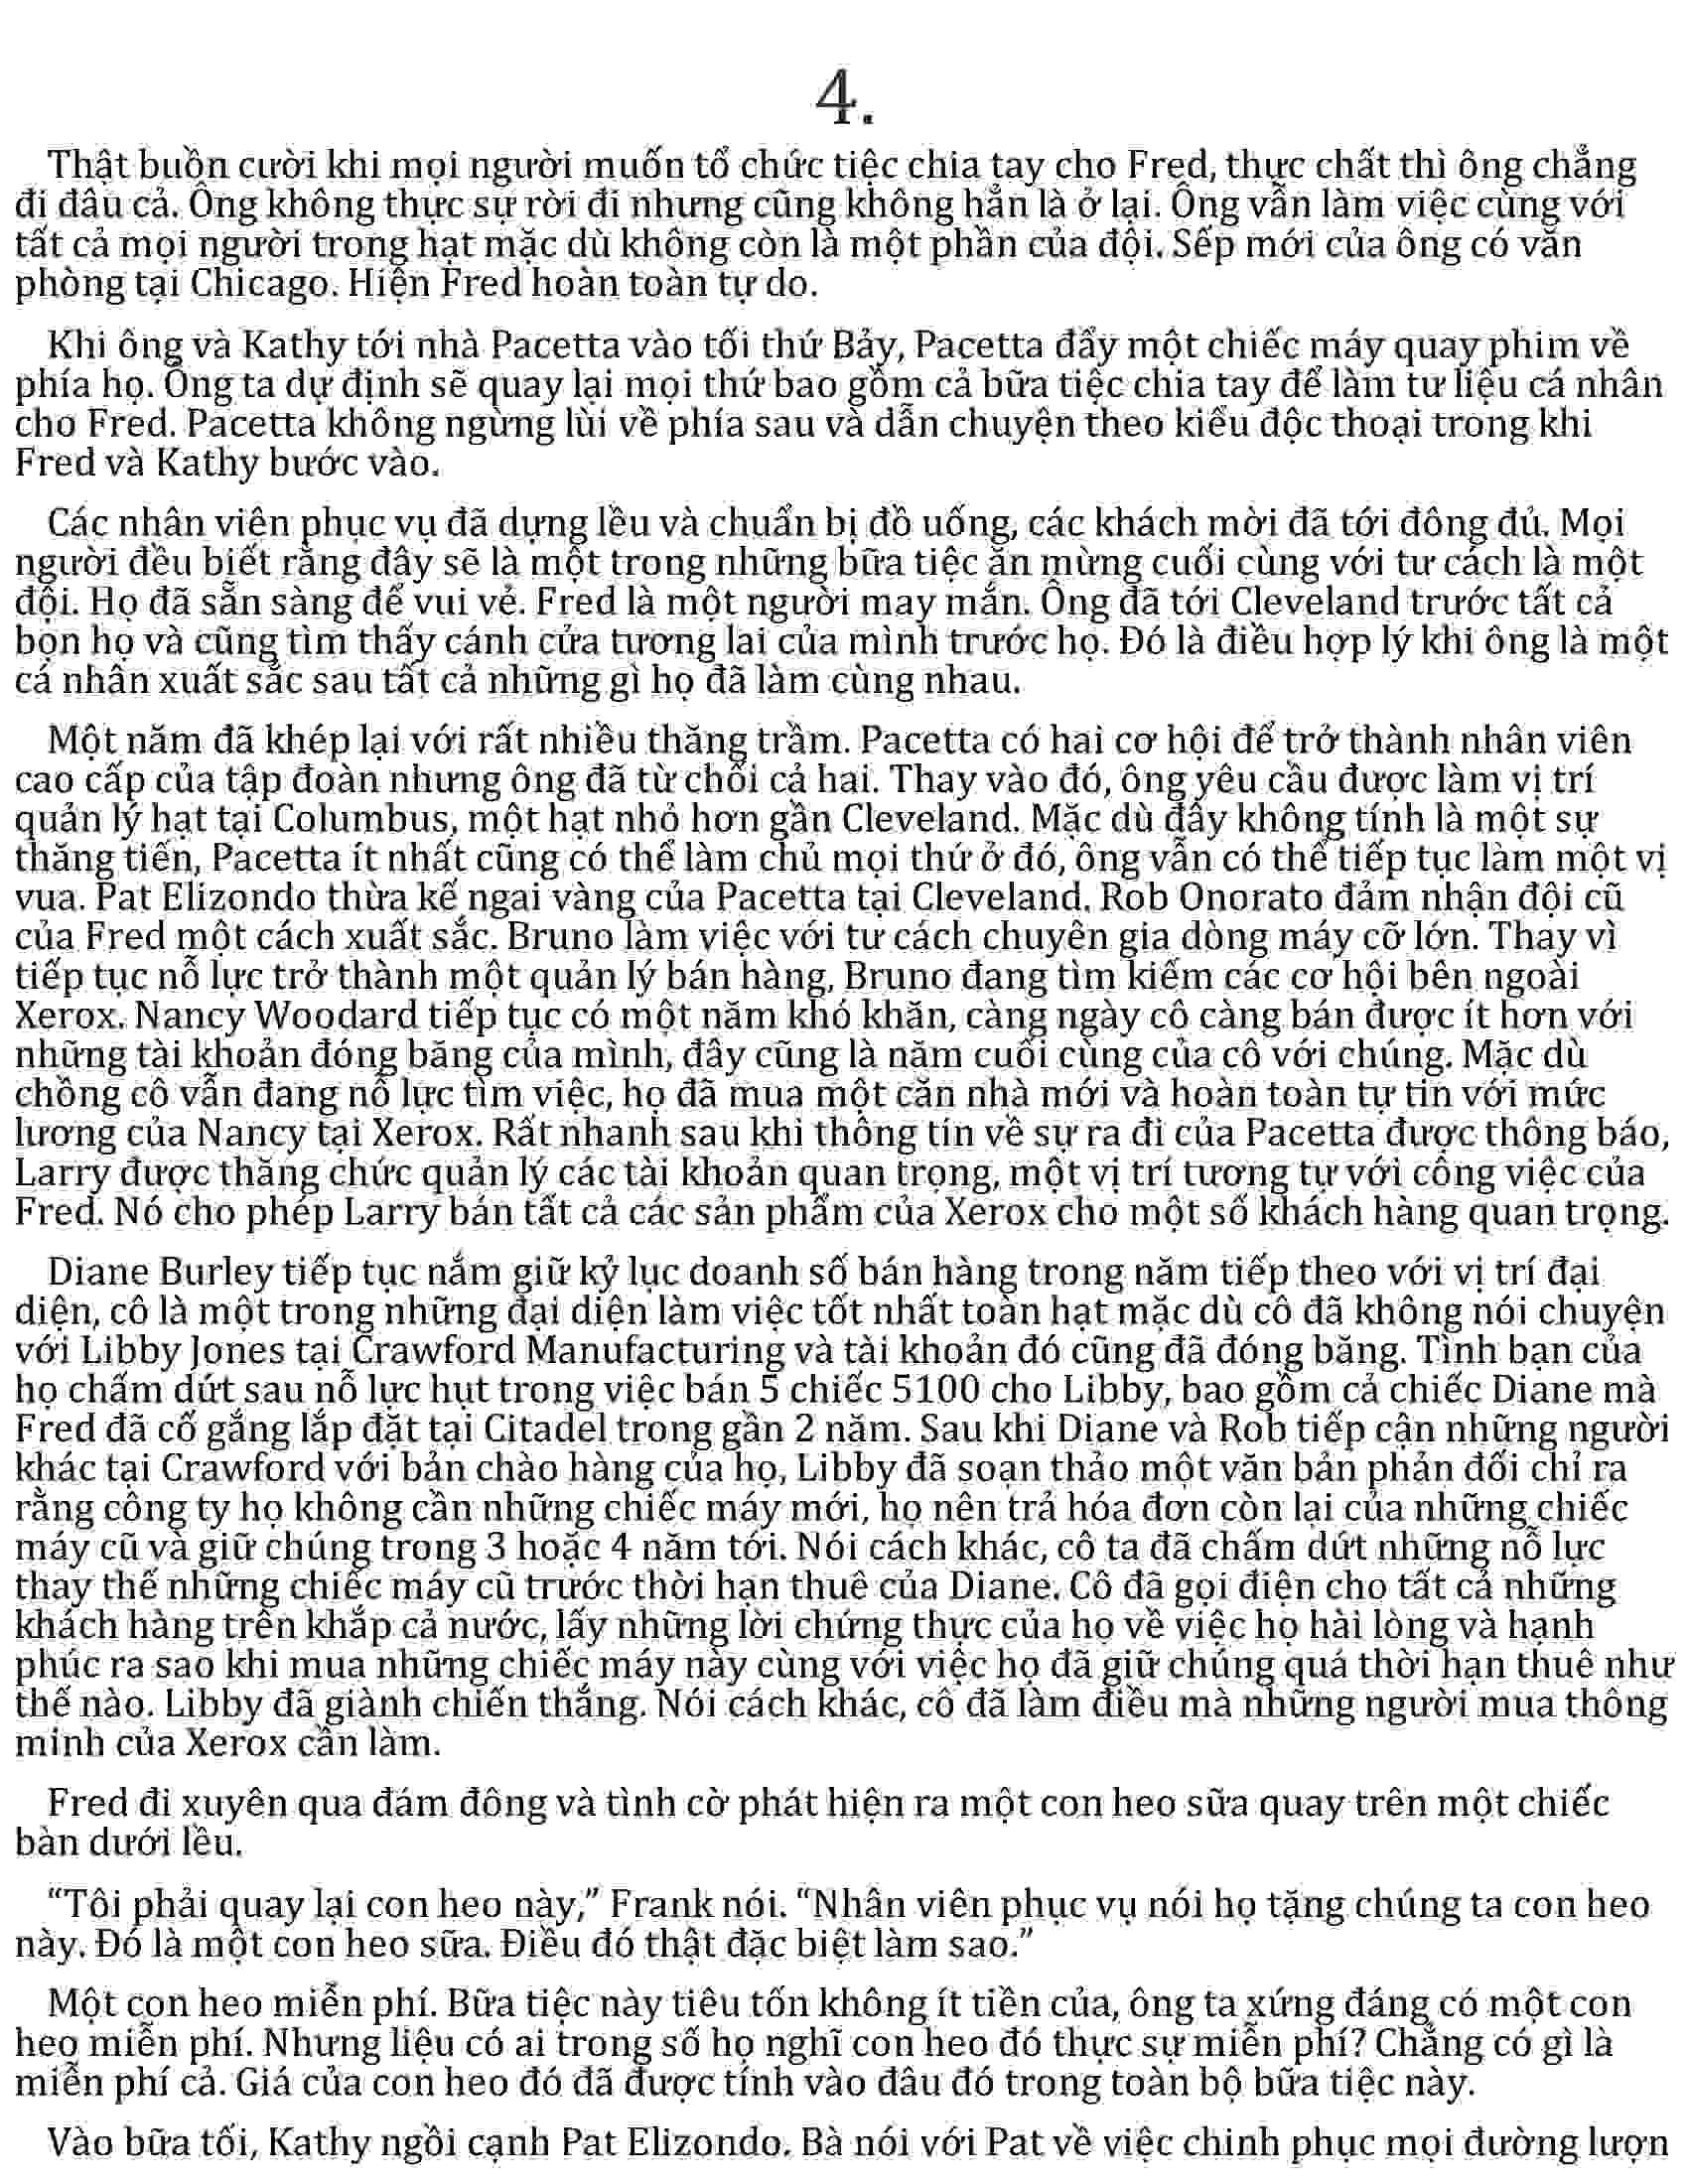 4.
Thật buồn cười khi mọi người muốn tổ chức tiệc chia tay cho Fred, thực chất thì ông chẳng
đi đâu cả. Ông không thực sự rời đi nhưng cũng không hẳn là ở lại. Ông vẫn làm việc cùng với
tất cả mọi người trong hạt mặc dù không còn là một phần của đội. Sếp mới của ông có văn
phòng tại Chicago. Hiện Fred hoàn toàn tự do.
Khi ông và Kathy tới nhà Pacetta vào tối thứ Bảy, Pacetta đẩy một chiếc máy quay phim về
phía họ. Ông ta dự định sẽ quay lại mọi thứ bao gồm cả bữa tiệc chia tay để làm tư liệu cá nhân
cho Fred. Pacetta không ngừng lùi về phía sau và dẫn chuyện theo kiểu độc thoại trong khi
Fred và Kathy bước vào.
Các nhân viên phục vụ đã dựng lều và chuẩn bị đồ uống, các khách mời đã tới đông đủ. Mọi
người đều biết rằng đây sẽ là một trong những bữa tiệc ăn mừng cuối cùng với tư cách là một
đội. Họ đã sẵn sàng để vui vẻ. Fred là một người may mắn. Ông đã tới Cleveland trước tất cả
bọn họ và cũng tìm thấy cánh cửa tương lai của mình trước họ. Đó là điều hợp lý khi ông là một
cá nhân xuất sắc sau tất cả những gì họ đã làm cùng nhau.
Một năm đã khép lại với rất nhiều thăng trầm. Pacetta có hai cơ hội để trở thành nhân viên
cao cấp của tập đoàn nhưng ông đã từ chối cả hai. Thay vào đó, ông yêu cầu được làm vị trí
quản lý hạt tại Columbus, một hạt nhỏ hơn gần Cleveland. Mặc dù đây không tính là một sự
thăng tiến, Pacetta ít nhất cũng có thể làm chủ mọi thứ ở đó, ông vẫn có thể tiếp tục làm một vị
vua. Pat Elizondo thừa kế ngai vàng của Pacetta tại Cleveland. Rob Onorato đảm nhận đội cũ
của Fred một cách xuất sắc. Bruno làm việc với tư cách chuyên gia dòng máy cỡ lớn. Thay vì
tiếp tục nỗ lực trở thành một quản lý bán hàng, Bruno đang tìm kiếm các cơ hội bên ngoài
Xerox. Nancy Woodard tiếp tục có một năm khó khăn, càng ngày cô càng bán được ít hơn với
những tài khoản đóng băng của mình, đây cũng là năm cuối cùng của cô với chúng. Mặc dù
chồng cô vẫn đang nỗ lực tìm việc, họ đã mua một căn nhà mới và hoàn toàn tự tin với mức
lương của Nancy tại Xerox. Rất nhanh sau khi thông tin về sự ra đi của Pacetta được thông báo,
Larry được thăng chức quản lý các tài khoản quan trọng, một vị trí tương tự với công việc của
Fred. Nó cho phép Larry bán tất cả các sản phẩm của Xerox cho một số khách hàng quan trọng.
Diane Burley tiếp tục nắm giữ kỷ lục doanh số bán hàng trong năm tiếp theo với vị trí đại
diện, cô là một trong những đại diện làm việc tốt nhất toàn hạt mặc dù cô đã không nói chuyện
với Libby Jones tại Crawford Manufacturing và tài khoản đó cũng đã đóng băng. Tình bạn của
họ chấm dứt sau nỗ lực hụt trong việc bán 5 chiếc 5100 cho Libby, bao gồm cả chiếc Diane mà
Fred đã cố gắng lắp đặt tại Citadel trong gần 2 năm. Sau khi Diane và Rob tiếp cận những người
khác tại Crawford với bản chào hàng của họ, Libby đã soạn thảo một văn bản phản đối chỉ ra
rằng công ty họ không cần những chiếc máy mới, họ nên trả hóa đơn còn lại của những chiếc
máy cũ và giữ chúng trong 3 hoặc 4 năm tới. Nói cách khác, cô ta đã chấm dứt những nỗ lực
thay thế những chiếc máy cũ trước thời hạn thuê của Diane. Cô đã gọi điện cho tất cả những
khách hàng trên khắp cả nước, lấy những lời chứng thực của họ về việc họ hài lòng và hạnh
phúc ra sao khi mua những chiếc máy này cùng với việc họ đã giữ chúng quá thời hạn thuê như
thế nào. Libby đã giành chiến thắng. Nói cách khác, cô đã làm điều mà những người mua thông
minh của Xerox cần làm.
Fred đi xuyên qua đám đông và tình cờ phát hiện ra một con heo sữa quay trên một chiếc
bàn dưới lều.
“Tôi phải quay lại con heo này,” Frank nói. “Nhân viên phục vụ nói họ tặng chúng ta con heo
này. Đó là một con heo sữa. Điều đó thật đặc biệt làm sao.”
Một con heo miễn phí. Bữa tiệc này tiêu tốn không ít tiền của, ông ta xứng đáng có một con
heo miễn phí. Nhưng liệu có ai trong số họ nghĩ con heo đó thực sự miễn phí? Chẳng có gì là
miễn phí cả. Giá của con heo đó đã được tính vào đâu đó trong toàn bộ bữa tiệc này.
Vào bữa tối, Kathy ngồi cạnh Pat Elizondo. Bà nói với Pat về việc chinh phục mọi đường lượn